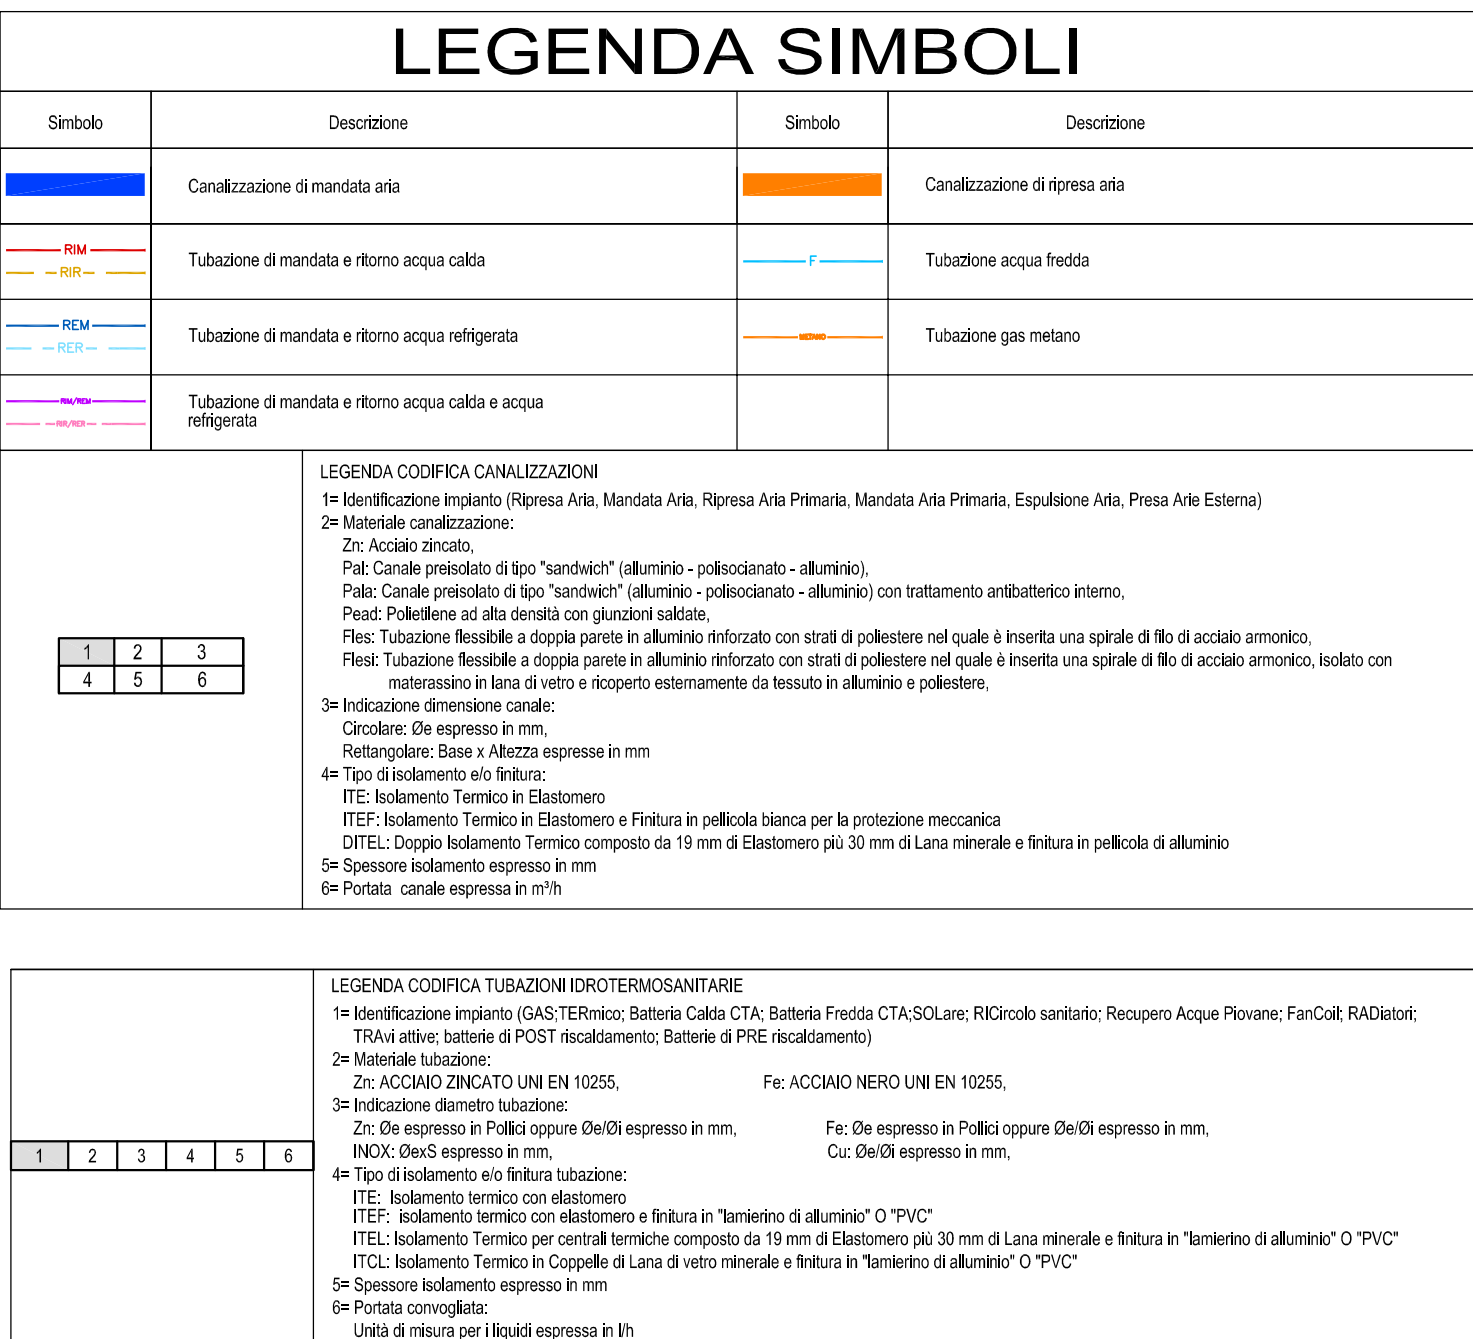 LEGENDA SIMBOLI
Simbolo Descrizione Simbolo Descrizione
Canalizzazione di mandata aria Canalizzazione di ripresa aria
RIM
RIR
Tubazione di mandata e ritorno acqua calda
F
Tubazione acqua fredda
REM
RER
Tubazione di mandata e ritorno acqua refrigerata
METANO
Tubazione gas metano
RIM/REM
RIR/RER
Tubazione di mandata e ritorno acqua calda e acqua
refrigerata
1 2 3
4 5 6
LEGENDA CODIFICA CANALIZZAZIONI
1= Identificazione impianto (Ripresa Aria, Mandata Aria, Ripresa Aria Primaria, Mandata Aria Primaria, Espulsione Aria, Presa Arie Esterna)
2= Materiale canalizzazione:
Zn: Acciaio zincato,
Pal: Canale preisolato di tipo "sandwich" (alluminio - polisocianato - alluminio),
Pala: Canale preisolato di tipo "sandwich" (alluminio - polisocianato - alluminio) con trattamento antibatterico interno,
Pead: Polietilene ad alta densità con giunzioni saldate,
Fles: Tubazione flessibile a doppia parete in alluminio rinforzato con strati di poliestere nel quale è inserita una spirale di filo di acciaio armonico,
Flesi: Tubazione flessibile a doppia parete in alluminio rinforzato con strati di poliestere nel quale è inserita una spirale di filo di acciaio armonico, isolato con
materassino in lana di vetro e ricoperto esternamente da tessuto in alluminio e poliestere,
3= Indicazione dimensione canale:
Circolare: Øe espresso in mm,
Rettangolare: Base x Altezza espresse in mm
4= Tipo di isolamento e/o finitura:
ITE: Isolamento Termico in Elastomero
ITEF: Isolamento Termico in Elastomero e Finitura in pellicola bianca per la protezione meccanica
DITEL: Doppio Isolamento Termico composto da 19 mm di Elastomero più 30 mm di Lana minerale e finitura in pellicola di alluminio
5= Spessore isolamento espresso in mm
6= Portata canale espressa in m³/h
1 2 3 4 5 6
LEGENDA CODIFICA TUBAZIONI IDROTERMOSANITARIE
1= Identificazione impianto (GAS;TERmico; Batteria Calda CTA; Batteria Fredda CTA;SOLare; RICircolo sanitario; Recupero Acque Piovane; FanCoil; RADiatori;
TRAvi attive; batterie di POST riscaldamento; Batterie di PRE riscaldamento)
2= Materiale tubazione:
Zn: ACCIAIO ZINCATO UNI EN 10255, Fe: ACCIAIO NERO UNI EN 10255,
3= Indicazione diametro tubazione:
Zn: Øe espresso in Pollici oppure Øe/Øi espresso in mm, Fe: Øe espresso in Pollici oppure Øe/Øi espresso in mm,
INOX: ØexS espresso in mm, Cu: Øe/Øi espresso in mm,
4= Tipo di isolamento e/o finitura tubazione:
ITE: Isolamento termico con elastomero
ITEF: isolamento termico con elastomero e finitura in "lamierino di alluminio" O "PVC"
ITEL: Isolamento Termico per centrali termiche composto da 19 mm di Elastomero più 30 mm di Lana minerale e finitura in "lamierino di alluminio" O "PVC"
ITCL: Isolamento Termico in Coppelle di Lana di vetro minerale e finitura in "lamierino di alluminio" O "PVC"
5= Spessore isolamento espresso in mm
6= Portata convogliata:
Unità di misura per i liquidi espressa in l/h